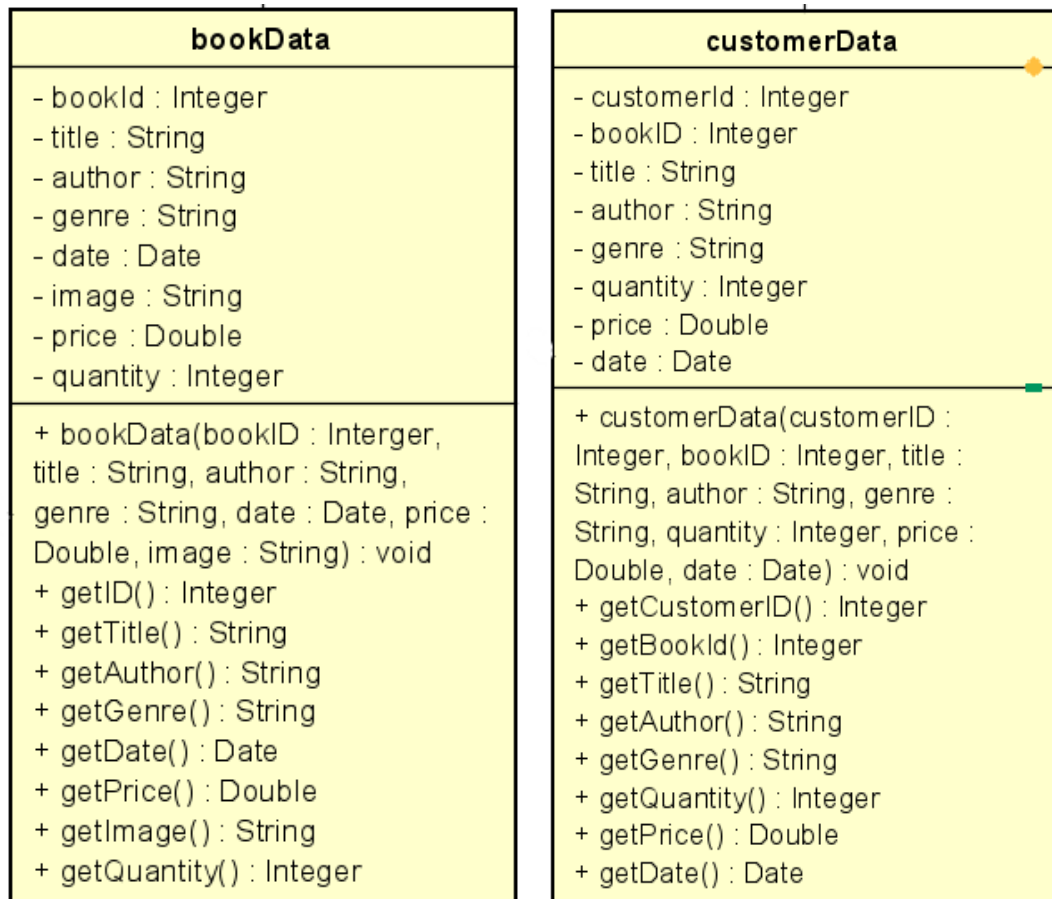 bookData
- bookId : Integer
- title : String
- author : String
- genre : String
- date : Date
- image : String
- price : Double
- quantity : Integer
+ bookData(bookID : Interger,
title : String, author : String,
genre : String, date : Date, price :
Double, image : String) : void
+ getID() : Integer
+ getTitle() : String
+ getAuthor() : String
+ getGenre() : String
+ getDate() : Date
+ getPrice() : Double
+ getImage() : String
+ getQuantity() : Integer
customerData
- customerId : Integer
- bookID : Integer
- title : String
- author : String
- genre : String
- quantity : Integer
- price : Double
- date : Date
+ customerData(customerID :
Integer, bookID : Integer, title :
String, author : String, genre :
String, quantity : Integer, price :
Double, date : Date) : void
+ getCustomerID() : Integer
+ getBookId() : Integer
+ getTitle() : String
+ getAuthor() : String
+ getGenre() : String
+ getQuantity() : Integer
+ getPrice() : Double
+ getDate() : Date